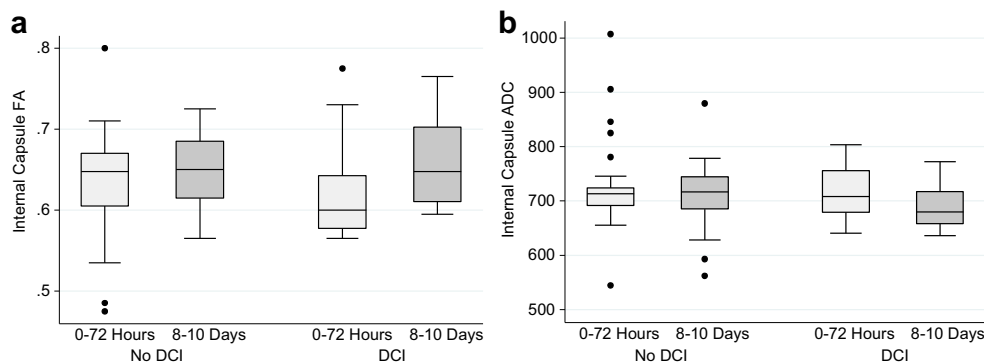 a
Internal Capsule FA
.8
.7
.6
.5
0-72 Hours 8-10 Days 0-72 Hours 8-10 Days
No DCI DCI
b
Internal Capsule ADC
1000
900
800
700
600
500
0-72 Hours 8-10 Days 0-72 Hours 8-10 Days
No DCI DCI